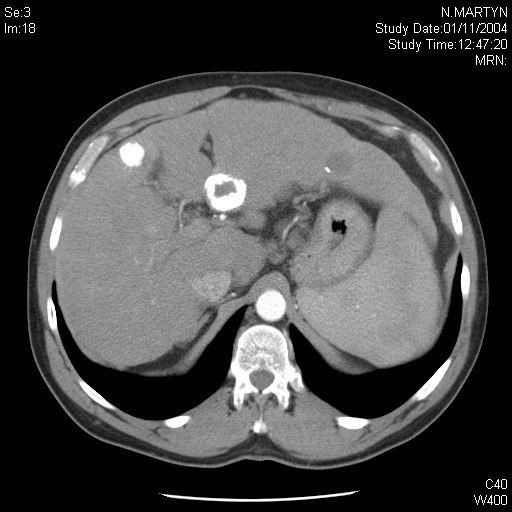 Se:3
Im:18
N.MARTYN
Study Date:01/11/2004
Study Time:12:47:20
MRN:
C40
W400